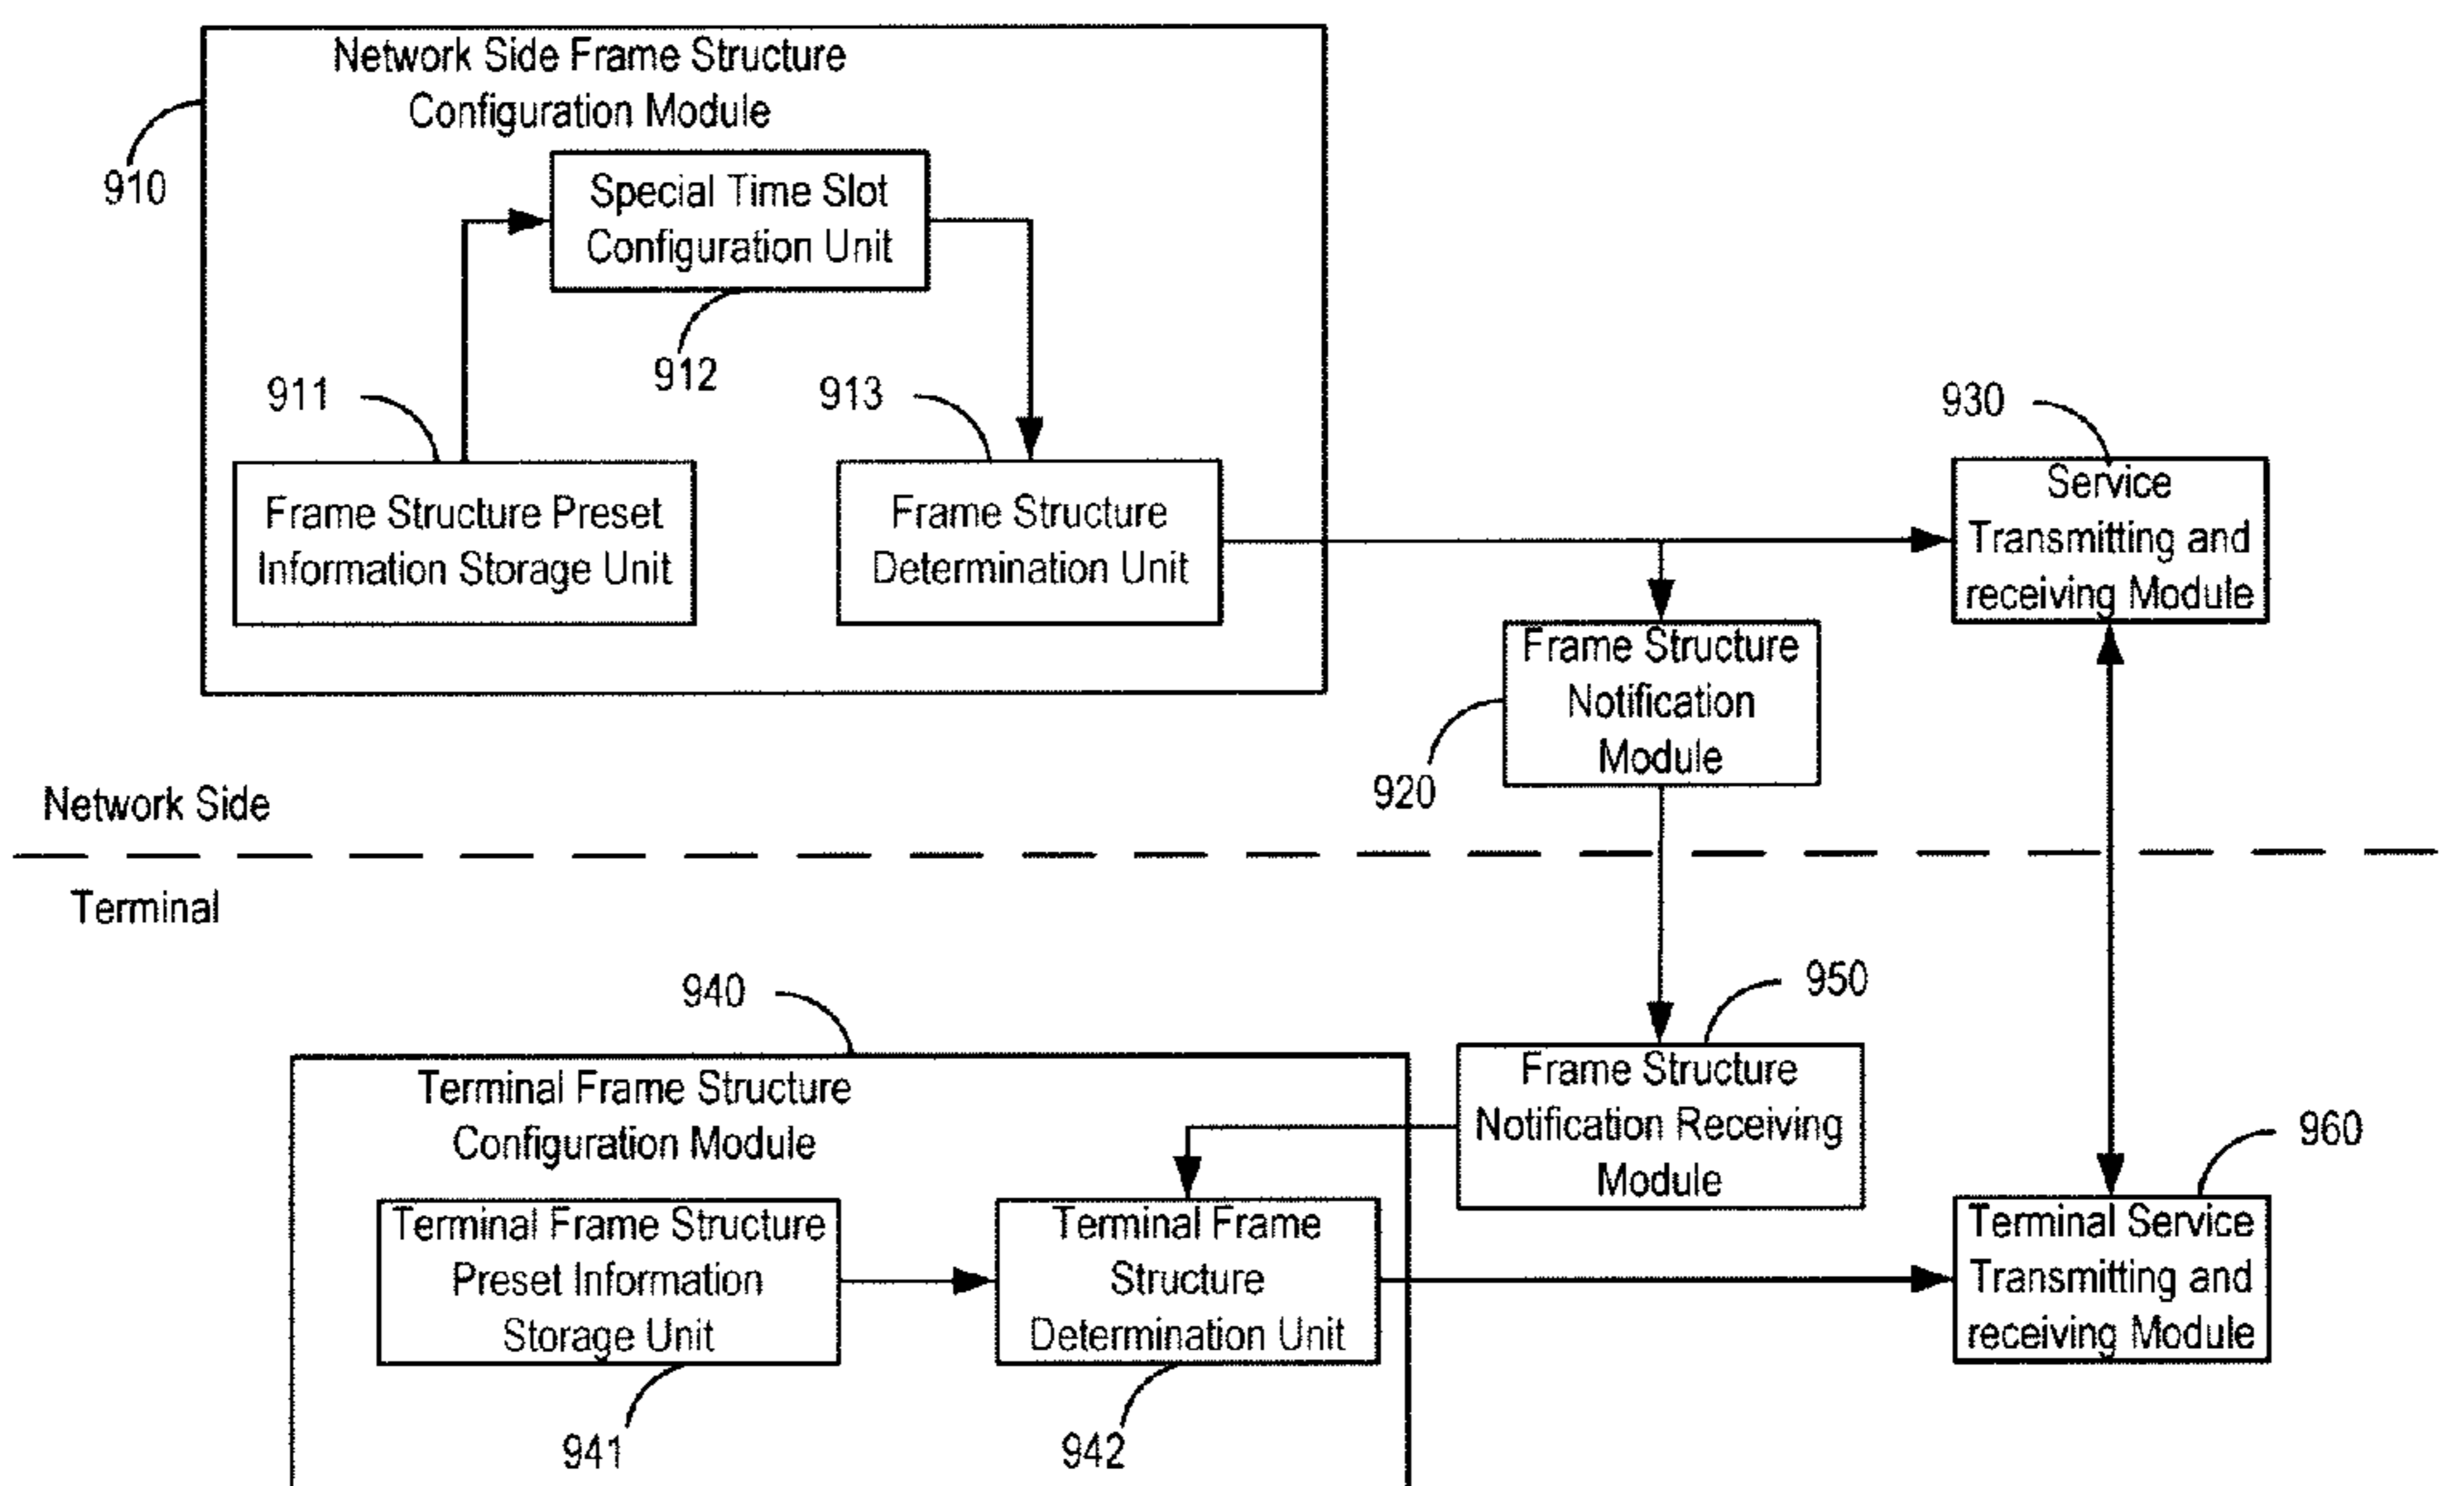 Network Side Frame Structure
Configuration Module
910
Special Time Slot
Configuration Unit
912
911
913
930
Frame Structure Preset
Information Storage Unit
Frame Structure
Determination Unit
Service
Transmitting and
receiving Module
Frame Structure
Notification
Module
920
Network Side
Terminal
940
950
Terminal Frame Structure
Configuration Module
Frame Structure
Notification Receiving
Module
960
Terminal Frame Structure
Preset Information
Storage Unit
Terminal Frame
Structure
Determination Unit
Terminal Service
Transmitting and
receiving Module
941
942